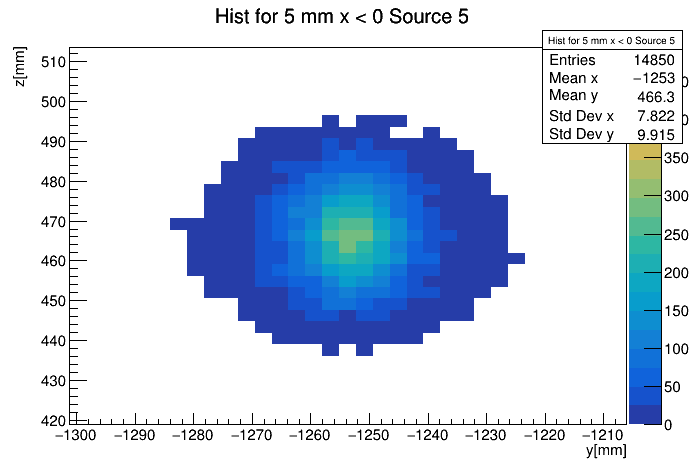 Hist for 5 mm x < 0 Source 5
Hist for 5 mm x < 0 Source 5
Entries 14850
Mean x −1253
Mean y 466.3
Std Dev x 7.822
Std Dev y 9.915
z[mm]
510
500
490
480
470
460
450
440
430
420
−1300 −1290 −1280 −1270 −1260 −1250 −1240 −1230 −1220 −1210
y[mm]
350
300
250
200
150
100
50
0